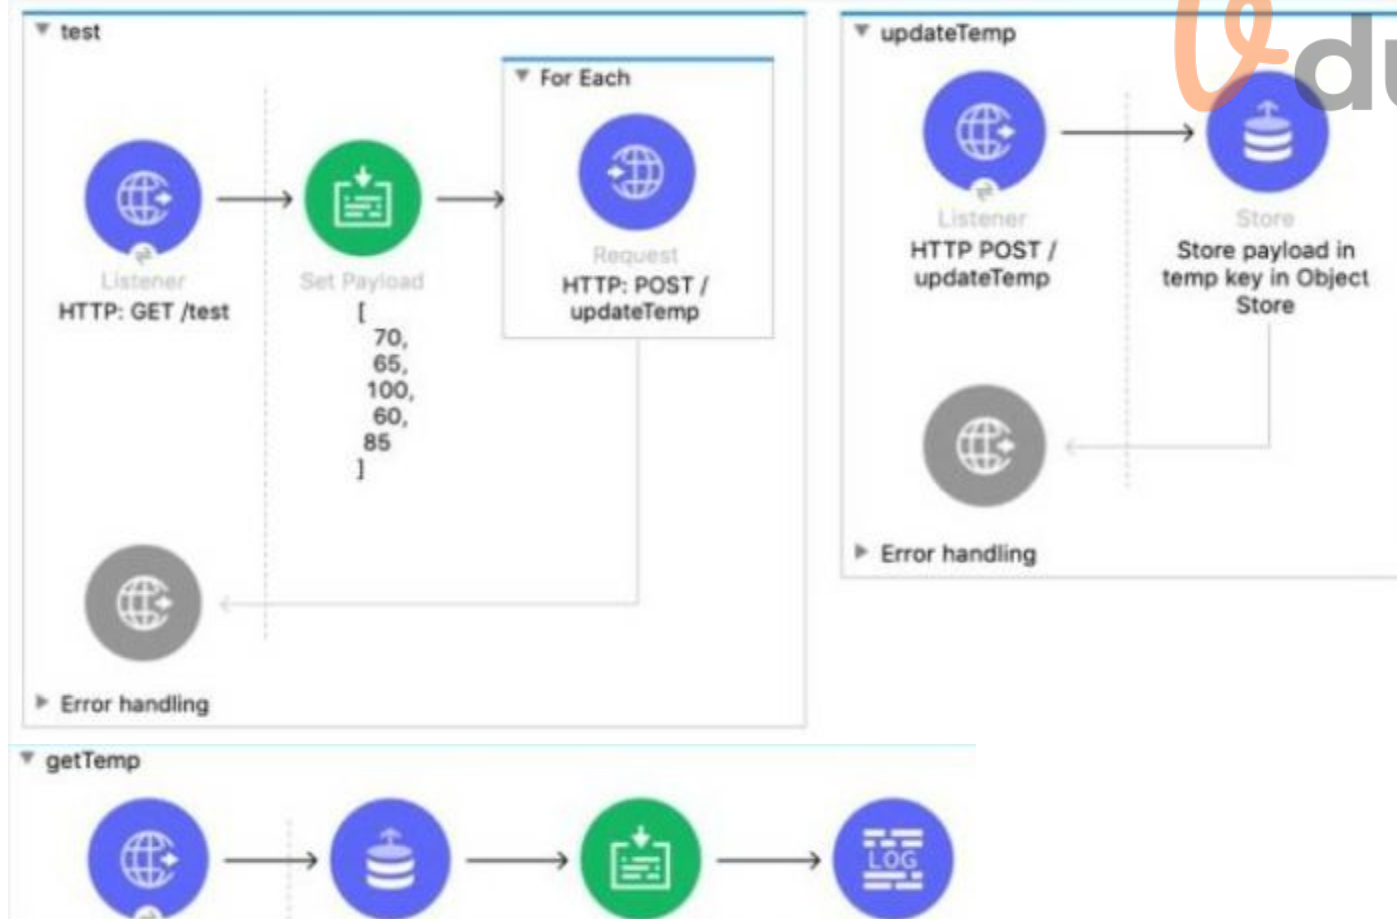 test
For Each
Listener
HTTP: GET /test
Set Payload
[
70,
65,
100,
60,
85
]
Request
HTTP: POST /
updateTemp
Error handling
updateTemp
Listener
HTTP POST /
updateTemp
Store
Store payload in
temp key in Object
Store
Error handling
du
getTemp
LOG